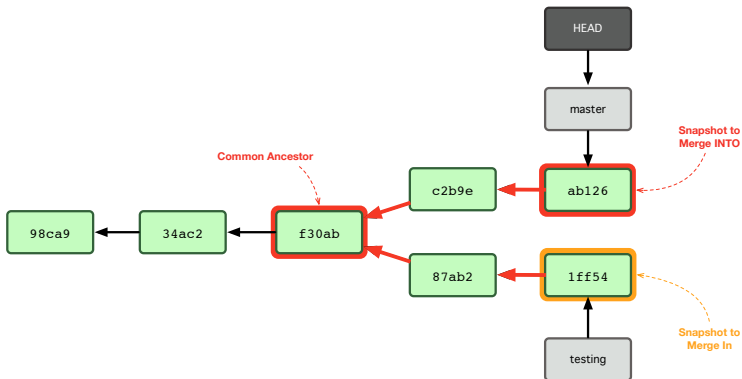 HEAD
master
Snapshot to
Merge INTO
Common Ancestor
c2b9e
ab126
98ca9
34ac2
f30ab
87ab2
1ff54
Snapshot to
Merge In
testing